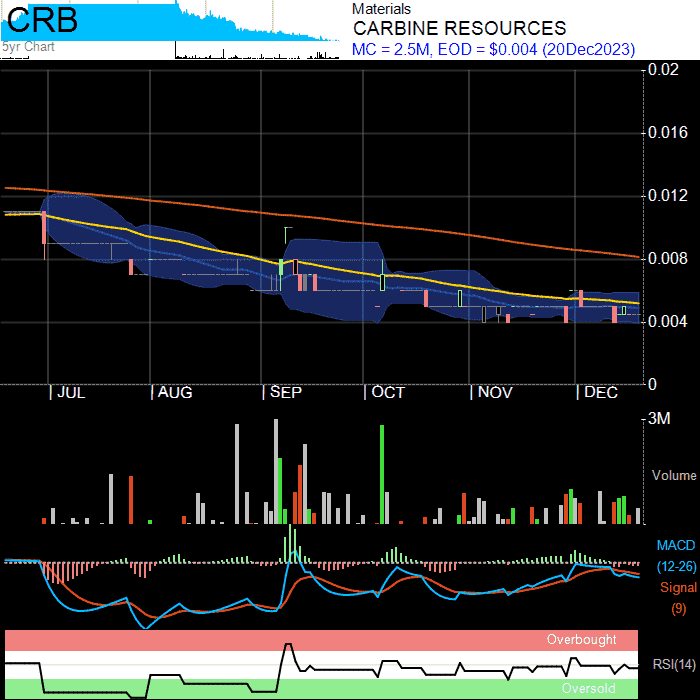 CRB
5yr Chart
Materials
CARBINE RESOURCES
MC = 2.5M, EOD = $0.004 (20Dec2023)
0.02
0.016
0.012
0.008
0.004
0
| JUL | AUG | SEP | OCT | NOV | DEC
3M
Volume
MACD
(12-26)
Signal
(9)
Overbought
RSI(14)
Oversold